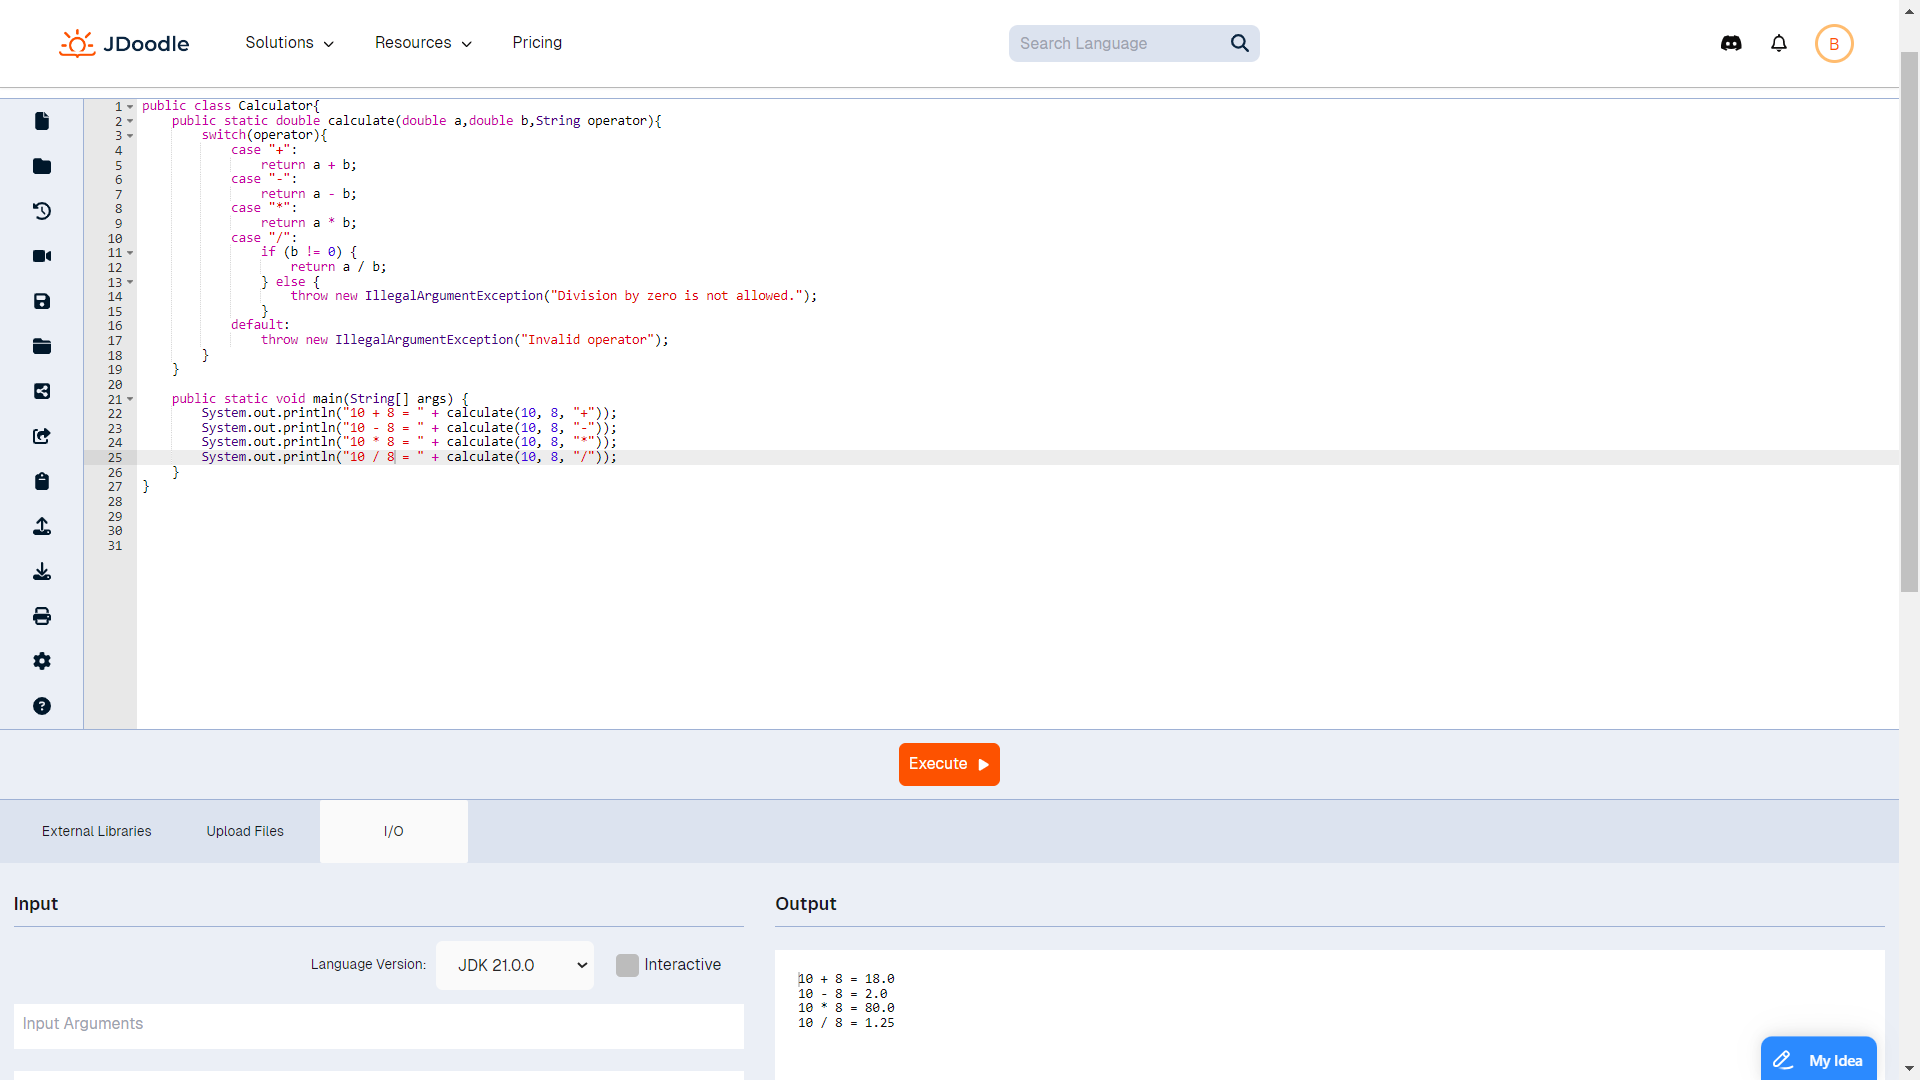 JDoodle
Solutions
Resources
Pricing
Search Language
B
1 public class Calculator{
2     public static double calculate(double a,double b,String operator){
3         switch(operator){
4             case "+":
5                 return a + b;
6             case "-":
7                 return a - b;
8             case "*":
9                 return a * b;
10             case "/":
11                 if (b != 0) {
12                     return a / b;
13                 } else {
14                     throw new IllegalArgumentException("Division by zero is not allowed.");
15                 }
16             default:
17                 throw new IllegalArgumentException("Invalid operator");
18         }
19     }
20
21     public static void main(String[] args) {
22         System.out.println("10 + 8 = " + calculate(10, 8, "+"));
23         System.out.println("10 - 8 = " + calculate(10, 8, "-"));
24         System.out.println("10 * 8 = " + calculate(10, 8, "*"));
25         System.out.println("10 / 8 = " + calculate(10, 8, "/"));
26     }
27 }
28
29
30
31
Execute
External Libraries
Upload Files
I/O
Input
Language Version:
JDK 21.0.0
Interactive
Input Arguments
Output
10 + 8 = 18.0
10 - 8 = 2.0
10 * 8 = 80.0
10 / 8 = 1.25
My Idea